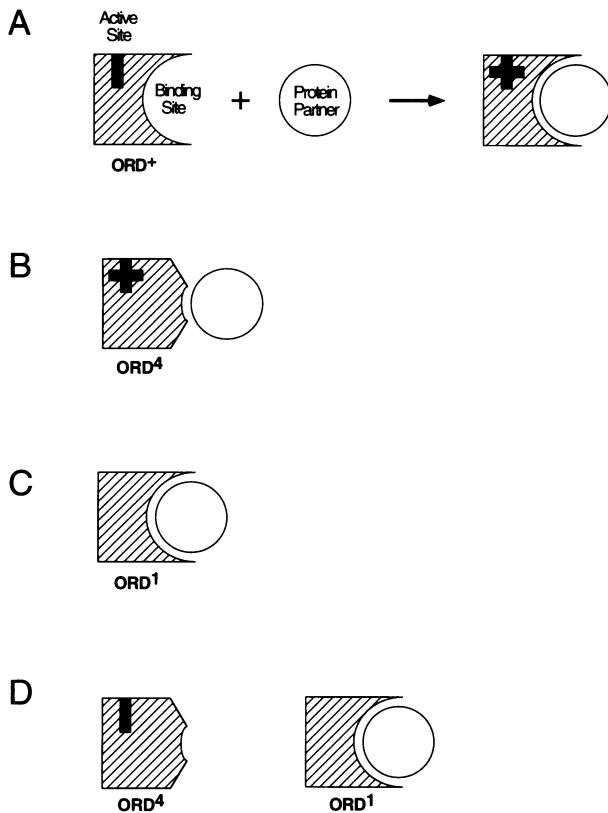 A
Active
Site
Binding
Site
+
Protein
Partner
ORD+
B
ORD4
C
ORD1
D
ORD4
ORD1